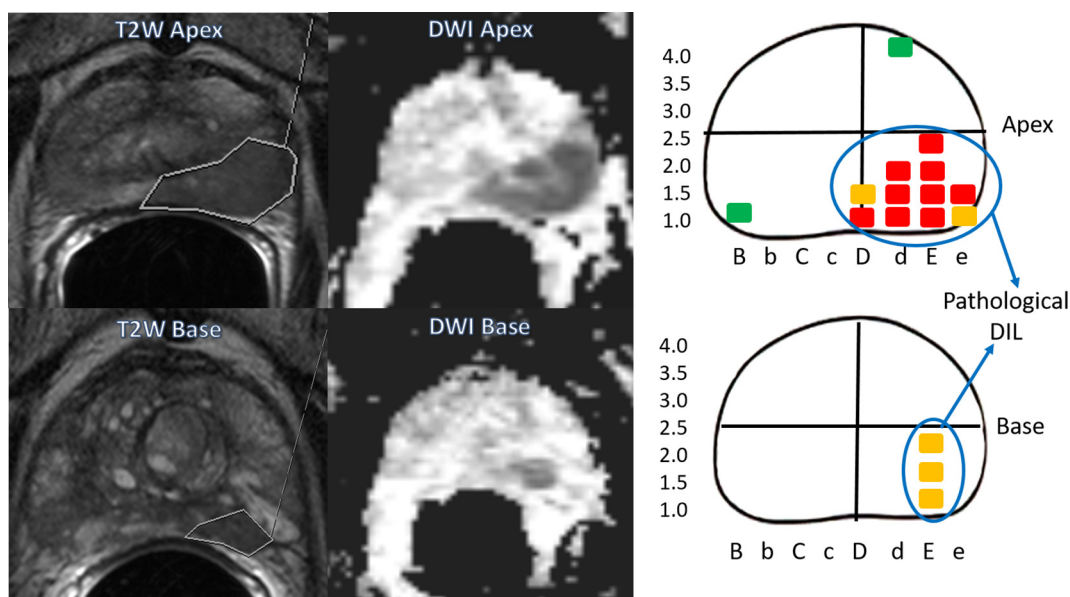 T2W Apex
DWI Apex
4.0
3.5
3.0
2.5
2.0
1.5
1.0
Apex
B b C c D d E e
Pathological
DIL
T2W Base
DWI Base
4.0
3.5
3.0
2.5
2.0
1.5
1.0
Base
B b C c D d E e